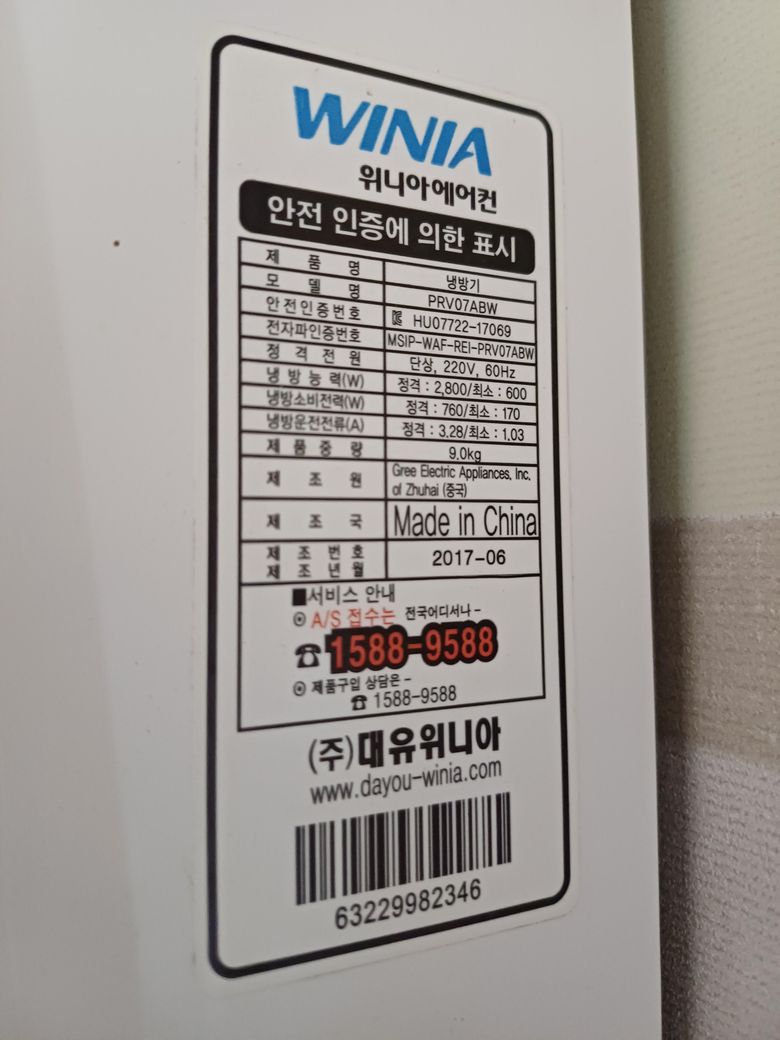 WINIA
위니아에어컨
안전 인증에 의한 표시
제 품 명 냉방기
모 델 명 PRV07ABW
안전인증번호 HU07722-17069
전자파인증번호 MSIP-WAF-REI-PRV07ABW
정 격 전 원 단상, 220V, 60Hz
냉 방 능 력(W) 정격 : 2,800/최소 : 600
냉방소비전력(W) 정격 : 760/최소 : 170
냉방운전전류(A) 정격 : 3.28/최소 : 1.03
제 품 중 량 9.0kg
제 조 원 Gree Electric Appliances, Inc.
of Zhuhai (중국)
제 조 국 Made in China
제 조 번 호
제 조 년 월 2017-06
■서비스 안내
⊙ A/S 접수는 전국어디서나 -
☎ 1588-9588
⊙ 제품구입 상담은 -
☎ 1588-9588
(주)대유위니아
www.dayou-winia.com
63229982346